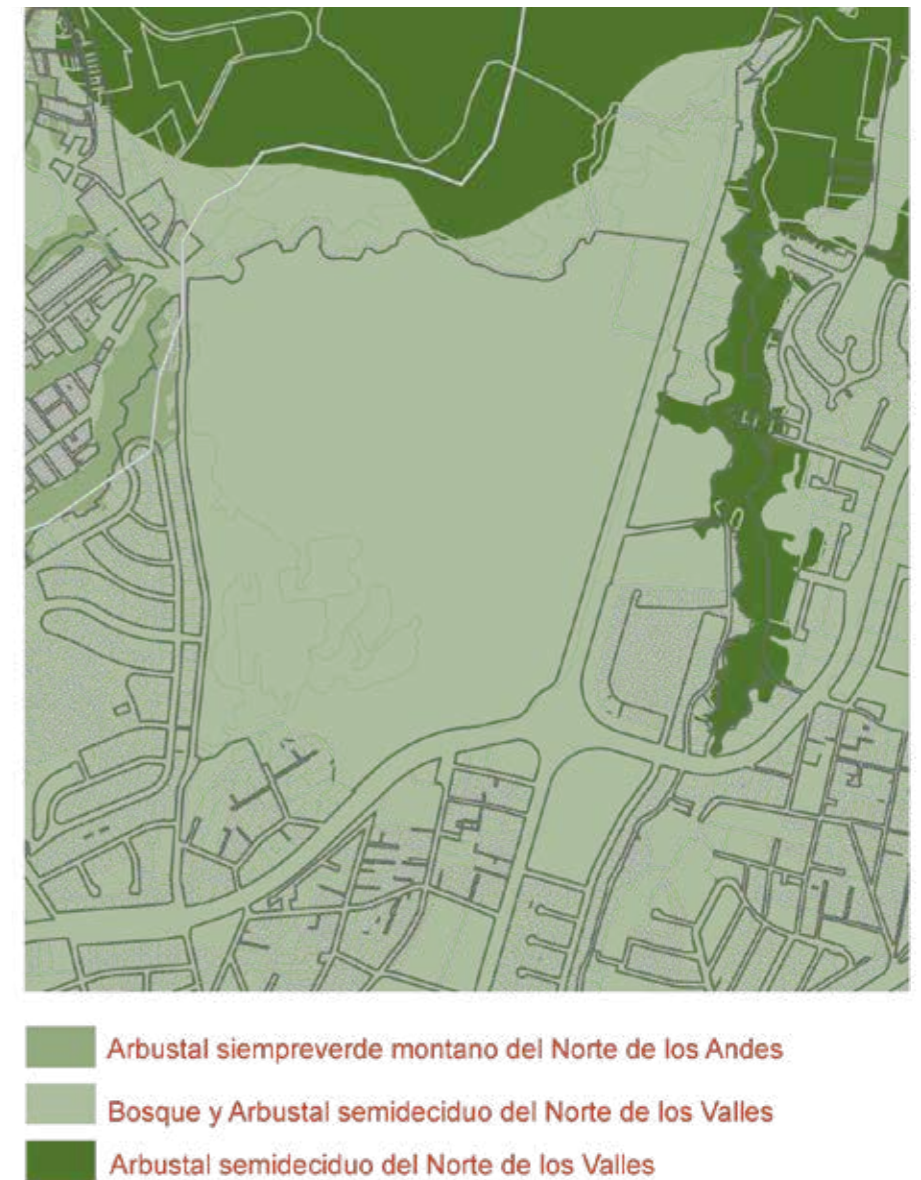 Arbustal siempreverde montano del Norte de los Andes
Bosque y Arbustal semideciduo del Norte de los Valles
Arbustal semideciduo del Norte de los Valles